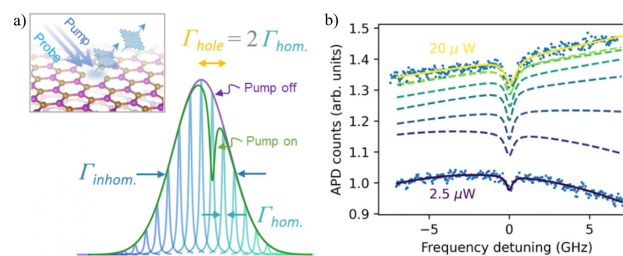 a)
Pump
Probe
Γhole = 2 Γhom.
Pump off
Pump on
Γinhom.
Γhom.
b)
1.5
1.4
1.3
1.2
1.1
1.0
0.9
APD counts (arb. units)
20 μW
2.5 μW
−5
0
5
Frequency detuning (GHz)